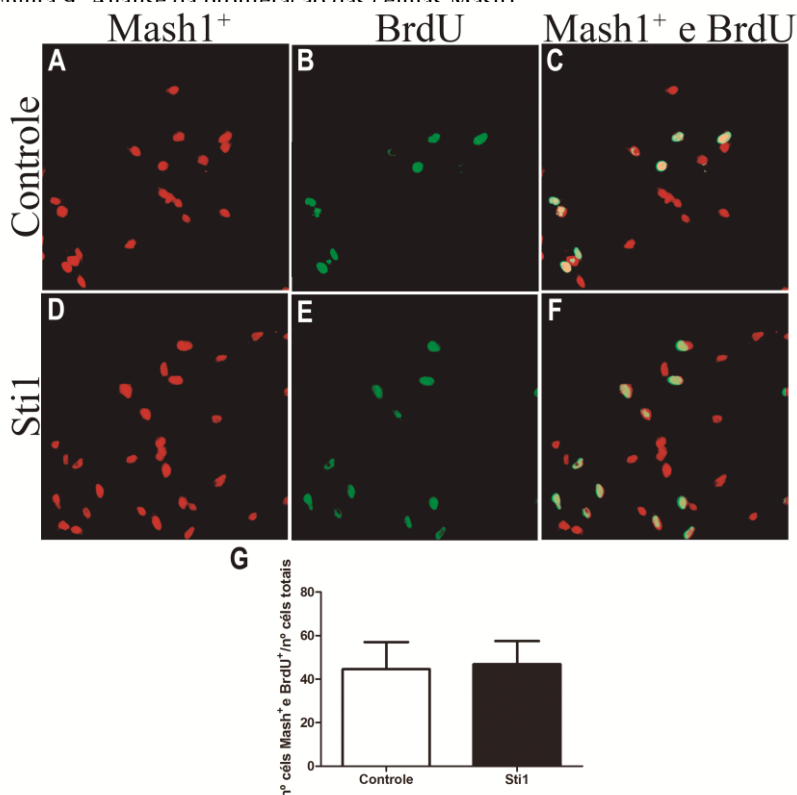 Mash1⁺ BrdU Mash1⁺ e BrdU
Controle
A B C
Sti1
D E F
G
nº céls Mash⁺ e BrdU⁺/nº céls totais
80
60
40
20
0
Controle Sti1